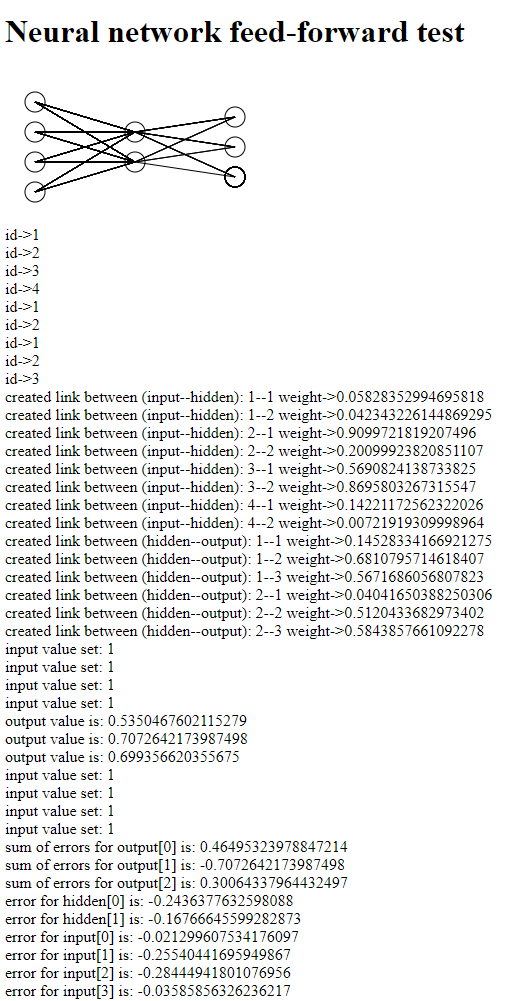 Neural network feed-forward test
id->1
id->2
id->3
id->4
id->1
id->2
id->1
id->2
id->3
created link between (input--hidden): 1--1 weight->0.05828352994695818
created link between (input--hidden): 1--2 weight->0.042343226144869295
created link between (input--hidden): 2--1 weight->0.9099721819207496
created link between (input--hidden): 2--2 weight->0.20099923820851107
created link between (input--hidden): 3--1 weight->0.5690824138733825
created link between (input--hidden): 3--2 weight->0.8695803267315547
created link between (input--hidden): 4--1 weight->0.14221172562322026
created link between (input--hidden): 4--2 weight->0.00721919309998964
created link between (hidden--output): 1--1 weight->0.14528334166921275
created link between (hidden--output): 1--2 weight->0.6810795714618407
created link between (hidden--output): 1--3 weight->0.5671686056807823
created link between (hidden--output): 2--1 weight->0.04041650388250306
created link between (hidden--output): 2--2 weight->0.5120433682973402
created link between (hidden--output): 2--3 weight->0.5843857661092278
input value set: 1
input value set: 1
input value set: 1
input value set: 1
output value is: 0.5350467602115279
output value is: 0.7072642173987498
output value is: 0.699356620355675
input value set: 1
input value set: 1
input value set: 1
input value set: 1
sum of errors for output[0] is: 0.46495323978847214
sum of errors for output[1] is: -0.7072642173987498
sum of errors for output[2] is: 0.30064337964432497
error for hidden[0] is: -0.2436377632598088
error for hidden[1] is: -0.16766645599282873
error for input[0] is: -0.021299607534176097
error for input[1] is: -0.25540441695949867
error for input[2] is: -0.28444941801076956
error for input[3] is: -0.03585856326236217